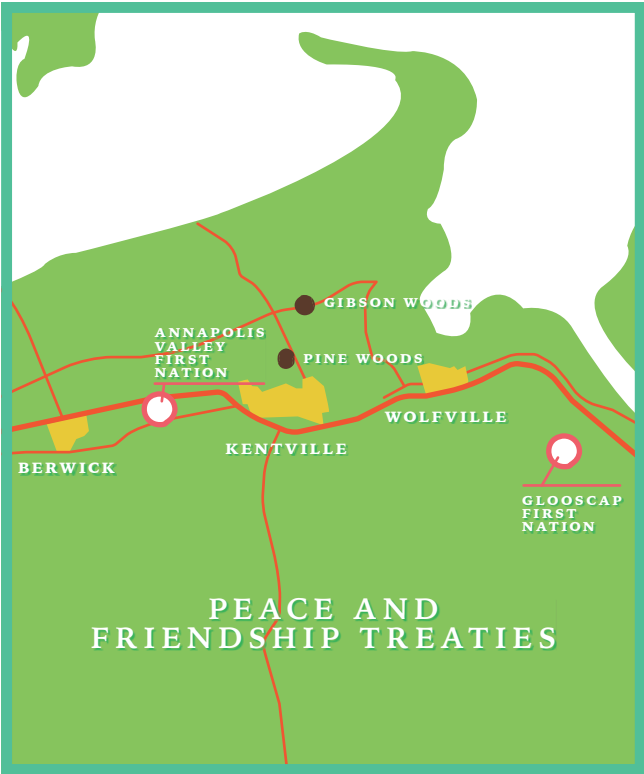 GIBSON WOODS
ANNAPOLIS
VALLEY
FIRST
NATION
PINE WOODS
WOLFVILLE
KENTVILLE
BERWICK
GLOOSCAP
FIRST
NATION
PEACE AND
FRIENDSHIP TREATIES